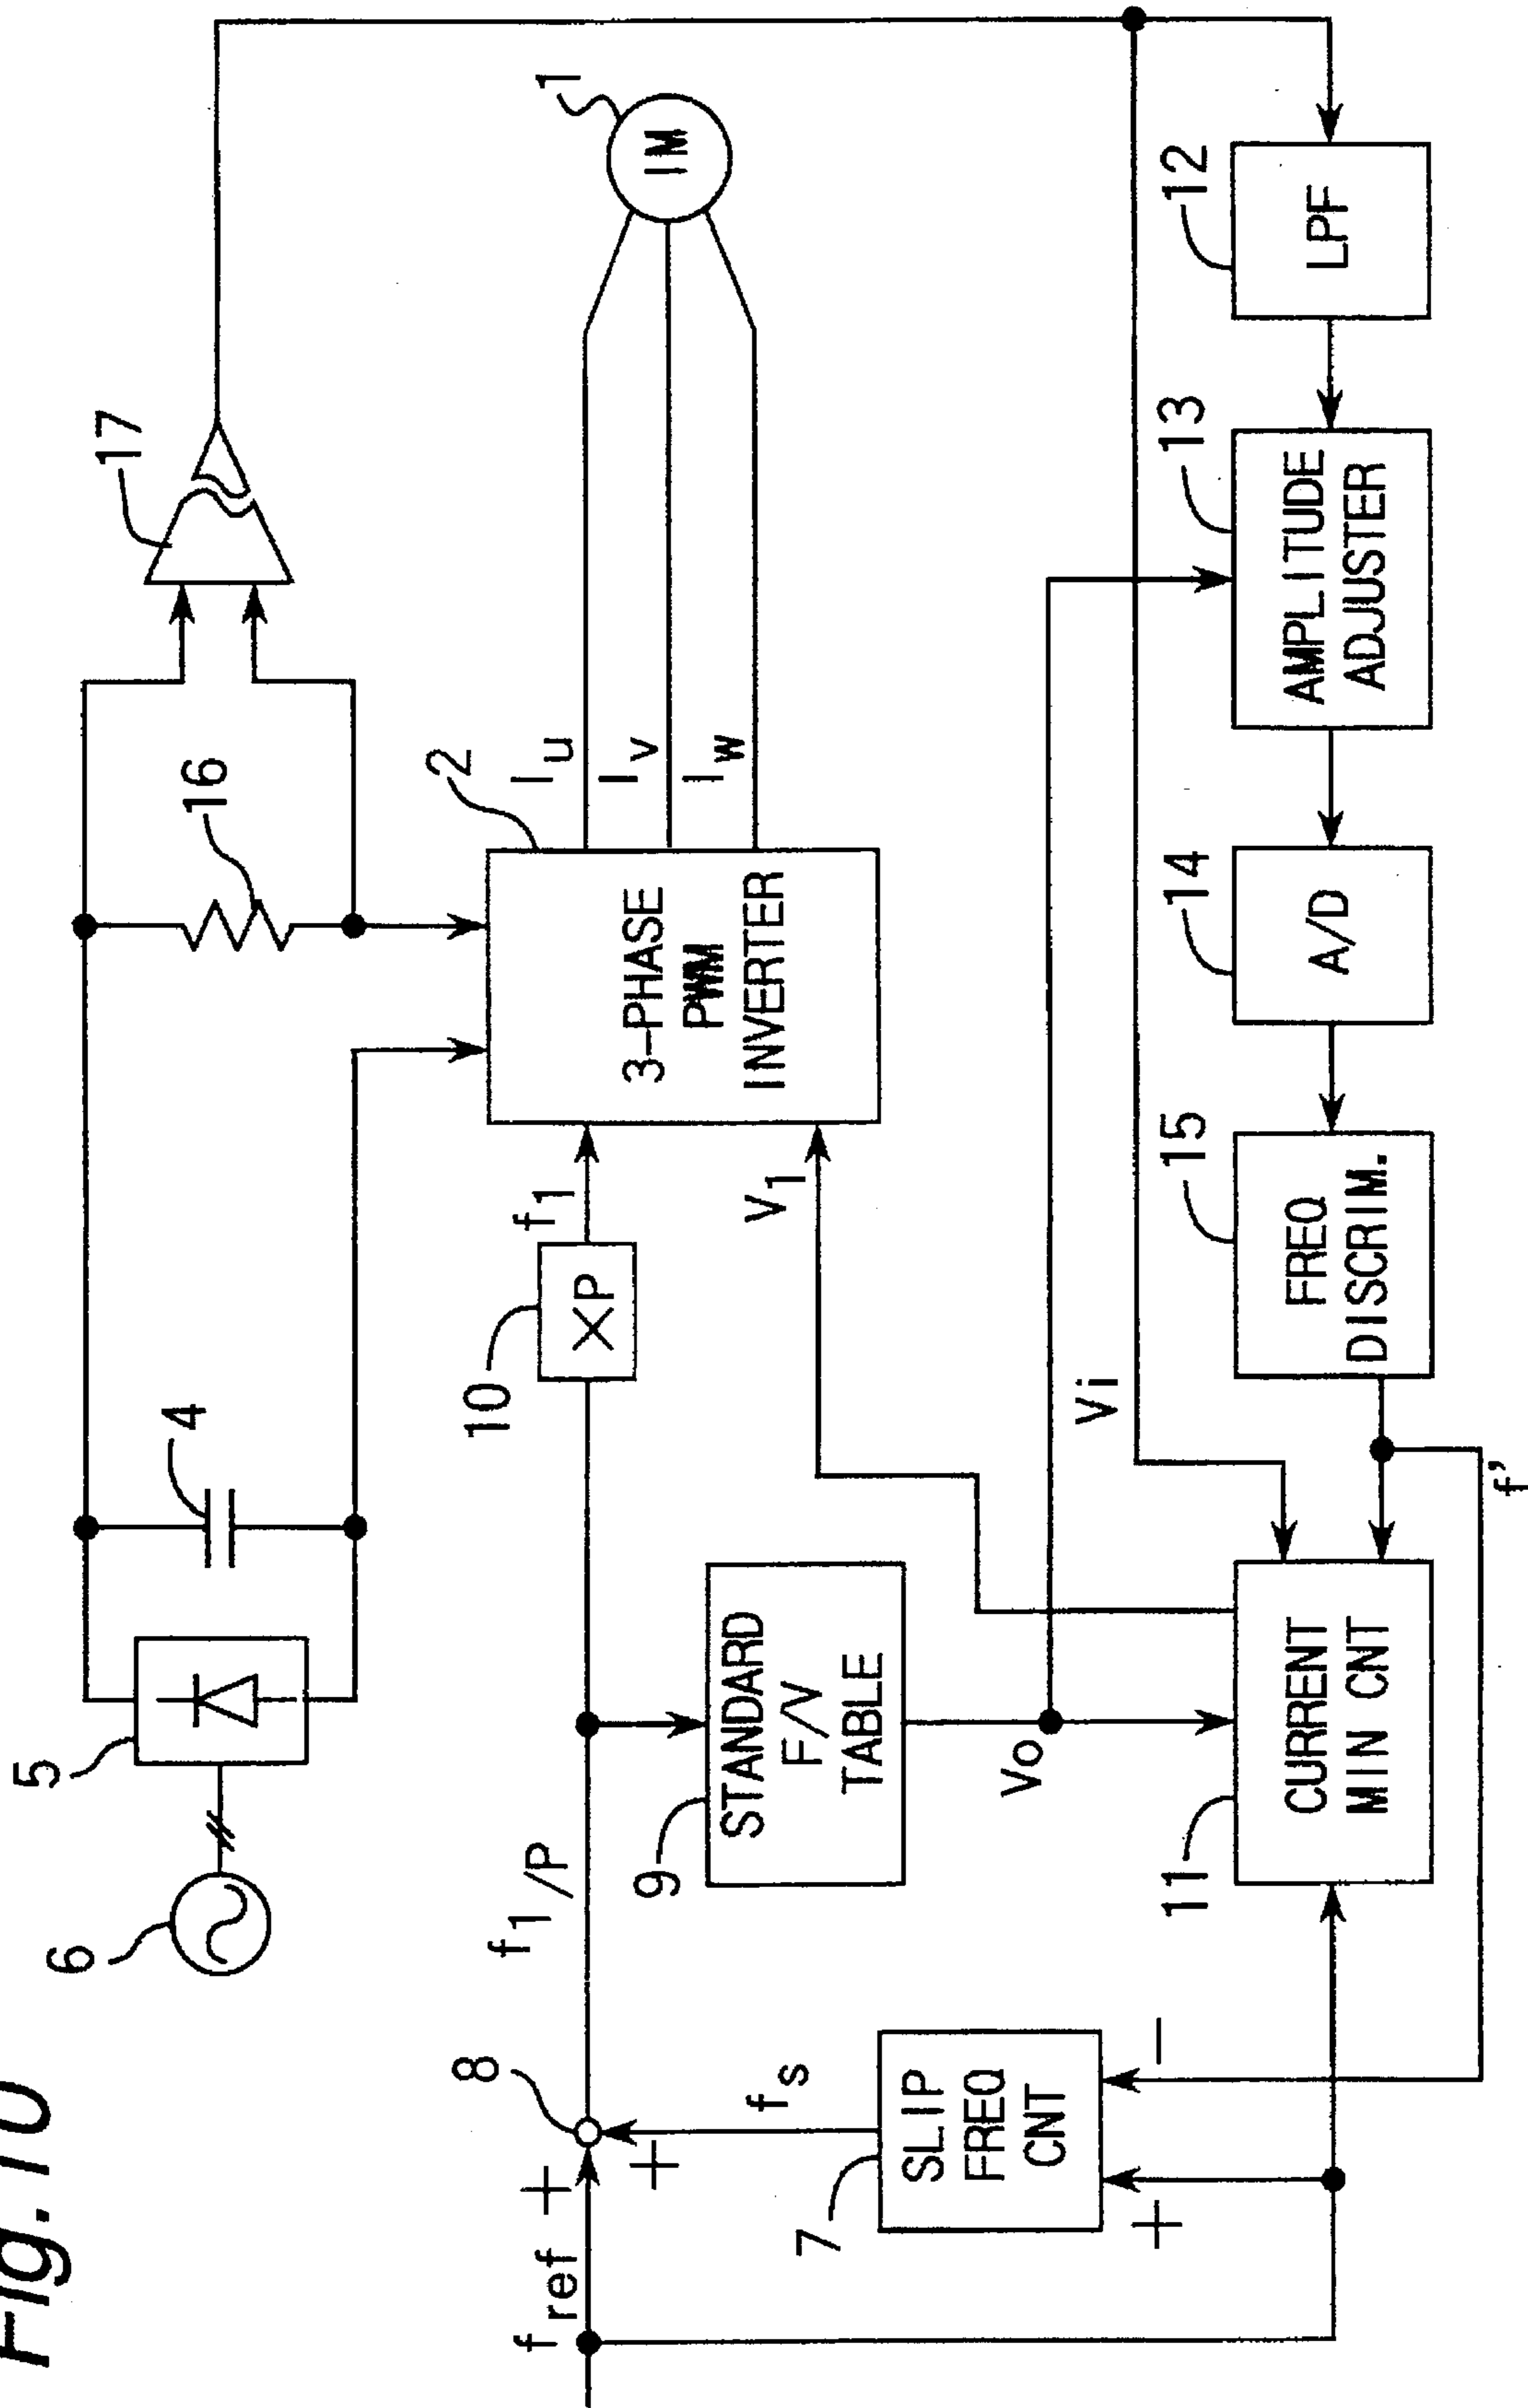 Fig.10
6
5
4
16
17
f ref
+
+
8
f1/P
10
XP
f1
2
3-PHASE
PWM
INVERTER
Iu
Iv
Iw
1
IM
fs
7
SLIP
FREQ
CNT
+
−
9
STANDARD
F/V
TABLE
Vo
V1
Vi
11
CURRENT
MIN CNT
f'
15
FREQ
DISCRIM.
14
A/D
13
AMPLITUDE
ADJUSTER
12
LPF